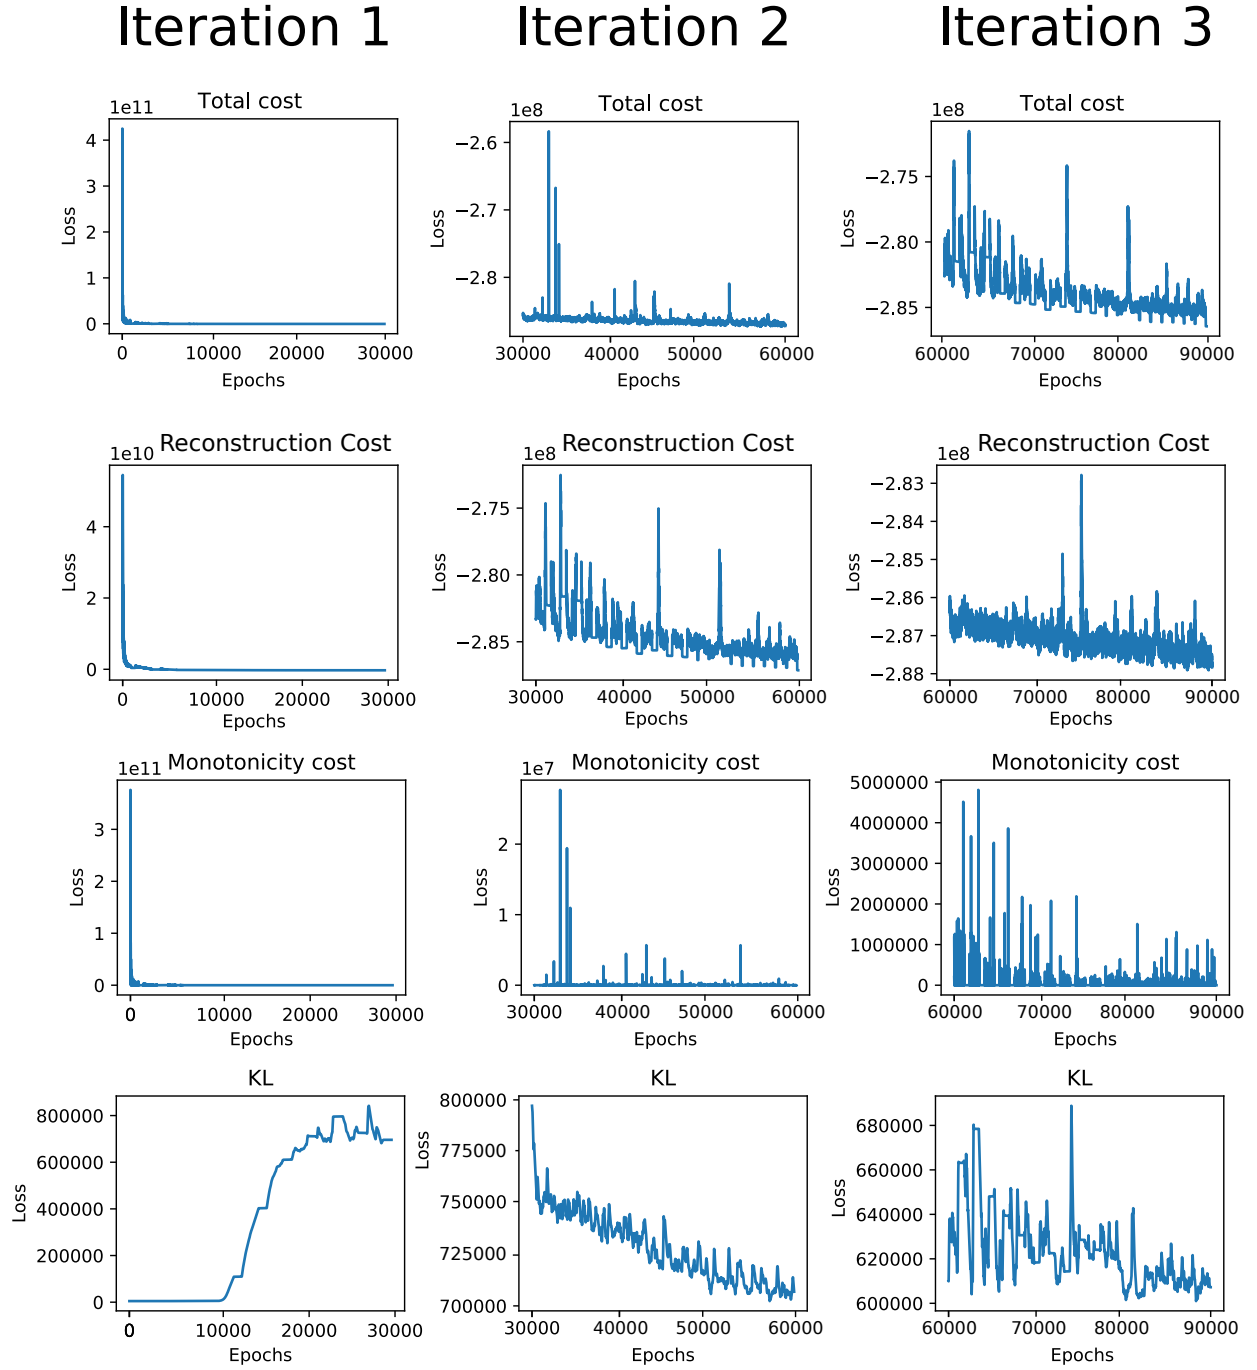 Iteration 1 Iteration 2 Iteration 3
Total cost
1e11
4
3
2
1
0
Loss
0 10000 20000 30000
Epochs
Total cost
1e8
−2.6
−2.7
−2.8
Loss
30000 40000 50000 60000
Epochs
Total cost
1e8
−2.75
−2.80
−2.85
Loss
60000 70000 80000 90000
Epochs
Reconstruction Cost
1e10
4
2
0
Loss
0 10000 20000 30000
Epochs
Reconstruction Cost
1e8
−2.75
−2.80
−2.85
Loss
30000 40000 50000 60000
Epochs
Reconstruction Cost
1e8
−2.83
−2.84
−2.85
−2.86
−2.87
−2.88
Loss
60000 70000 80000 90000
Epochs
Monotonicity cost
1e11
3
2
1
0
Loss
0 10000 20000 30000
Epochs
Monotonicity cost
1e7
2
1
0
Loss
30000 40000 50000 60000
Epochs
Monotonicity cost
5000000
4000000
3000000
2000000
1000000
0
Loss
60000 70000 80000 90000
Epochs
KL
800000
600000
400000
200000
0
Loss
0 10000 20000 30000
Epochs
KL
800000
775000
750000
725000
700000
Loss
30000 40000 50000 60000
Epochs
KL
680000
660000
640000
620000
600000
Loss
60000 70000 80000 90000
Epochs